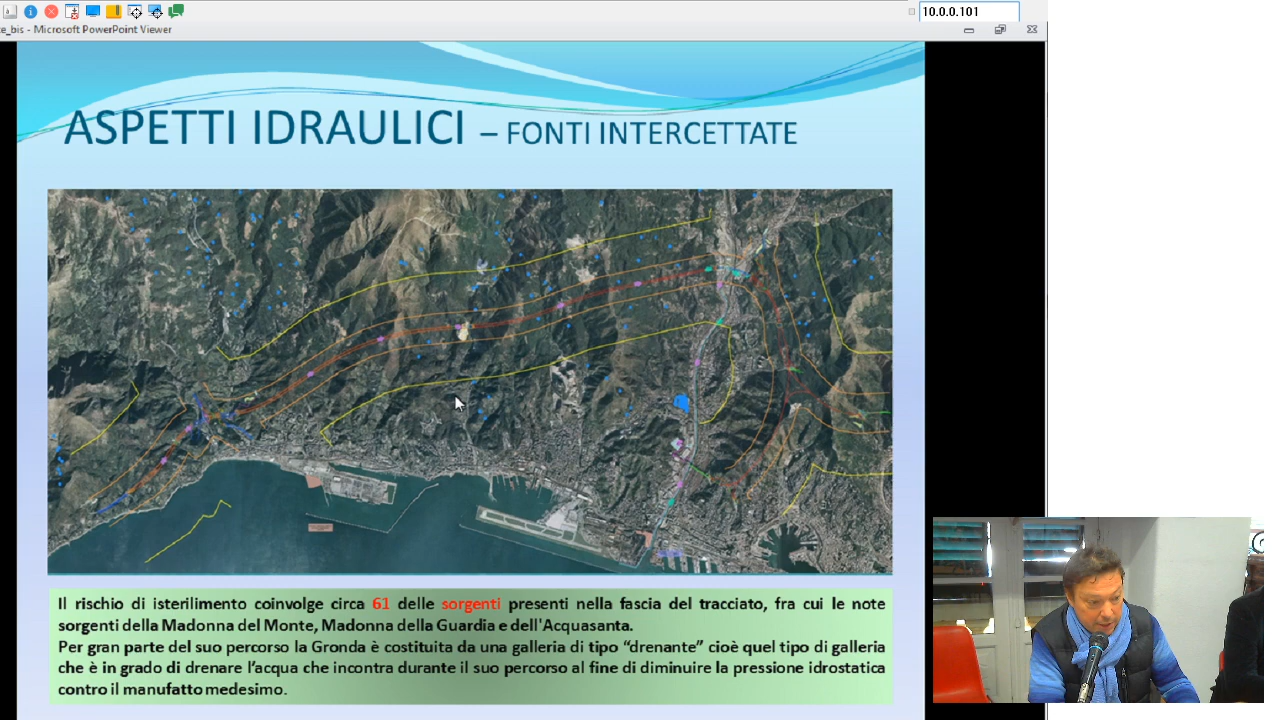 10.0.0.101
e_bis - Microsoft PowerPoint Viewer
ASPETTI IDRAULICI – FONTI INTERCETTATE
Il rischio di isterilimento coinvolge circa 61 delle sorgenti presenti nella fascia del tracciato, fra cui le note
sorgenti della Madonna del Monte, Madonna della Guardia e dell'Acquasanta.
Per gran parte del suo percorso la Gronda è costituita da una galleria di tipo “drenante” cioè quel tipo di galleria
che è in grado di drenare l’acqua che incontra durante il suo percorso al fine di diminuire la pressione idrostatica
contro il manufatto medesimo.